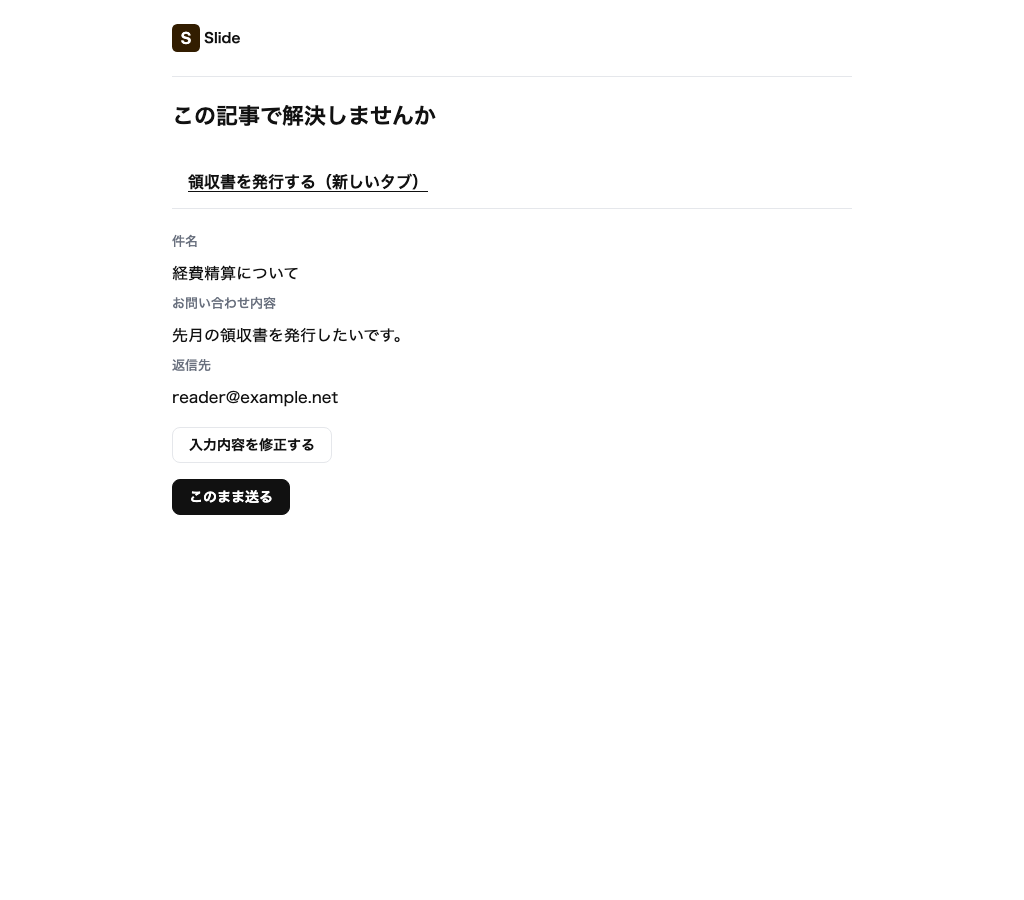 S Slide
この記事で解決しませんか
領収書を発行する（新しいタブ）
件名
経費精算について
お問い合わせ内容
先月の領収書を発行したいです。
返信先
reader@example.net
入力内容を修正する
このまま送る